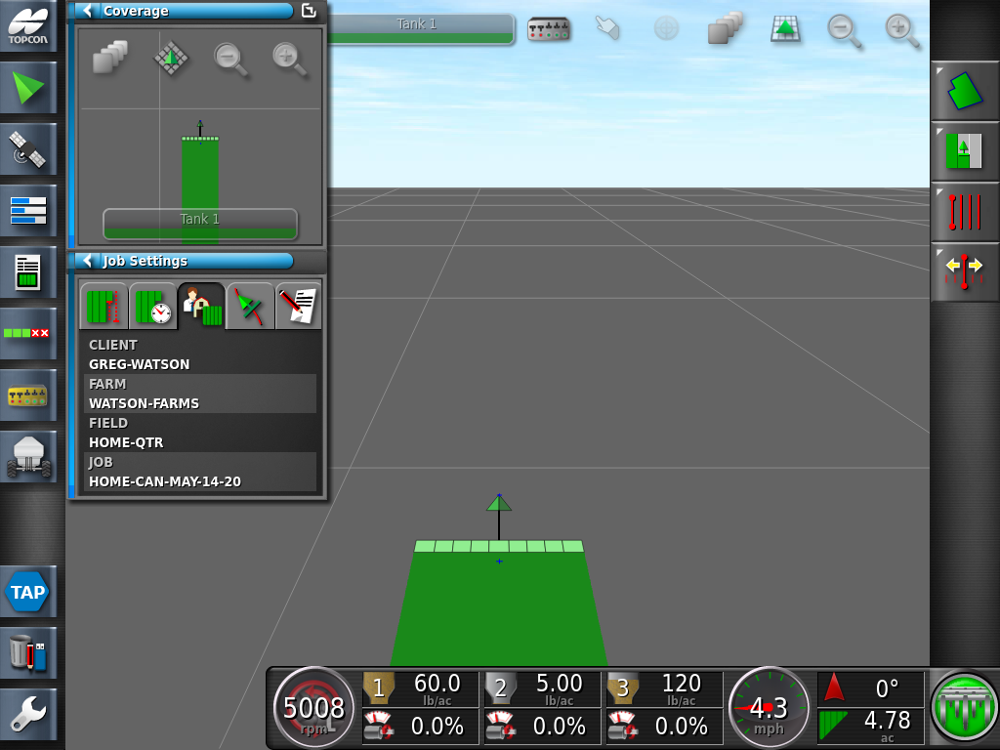 TOPCON
Coverage
Tank 1
Tank 1
Job Settings
CLIENT
GREG-WATSON
FARM
WATSON-FARMS
FIELD
HOME-QTR
JOB
HOME-CAN-MAY-14-20
TAP
5008
rpm
1
1 60.0
lb/ac
0.0%
2 5.00
lb/ac
0.0%
3 120
lb/ac
0.0%
4.3
mph
0°
4.78
ac